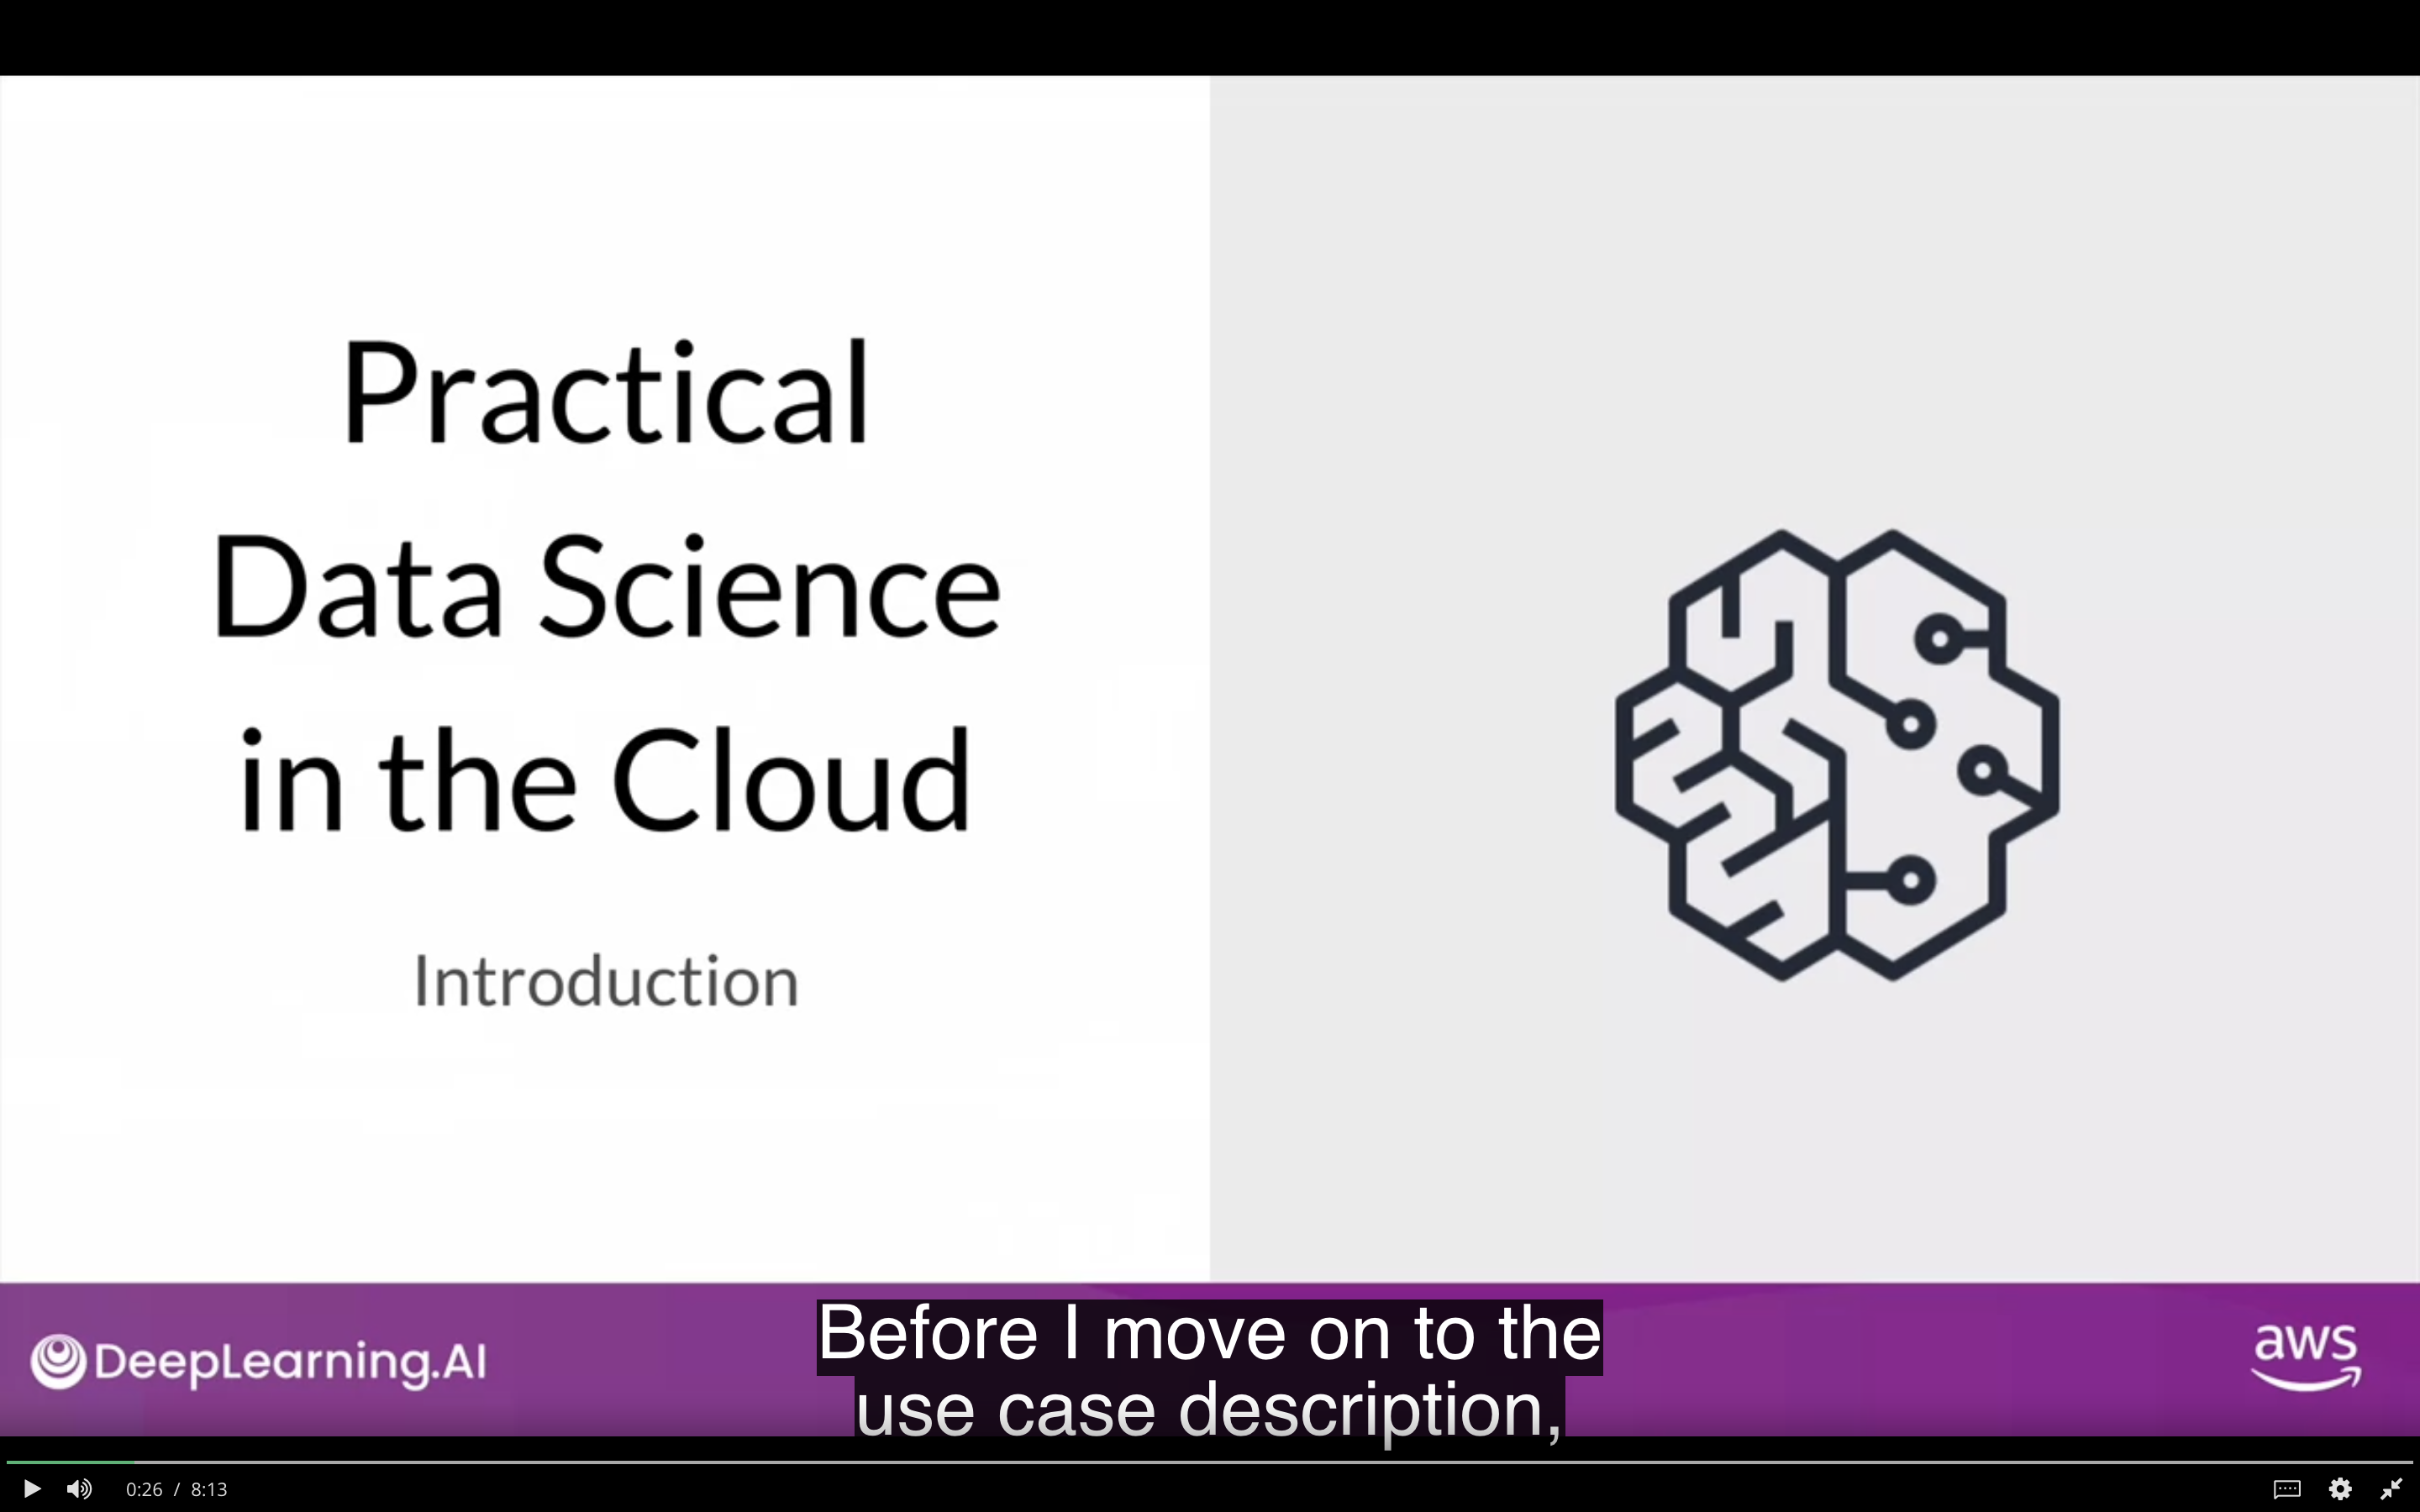 Practical
Data Science
in the Cloud
Introduction
DeepLearning.AI
Before I move on to the
use case description,
aws
0:26 / 8:13